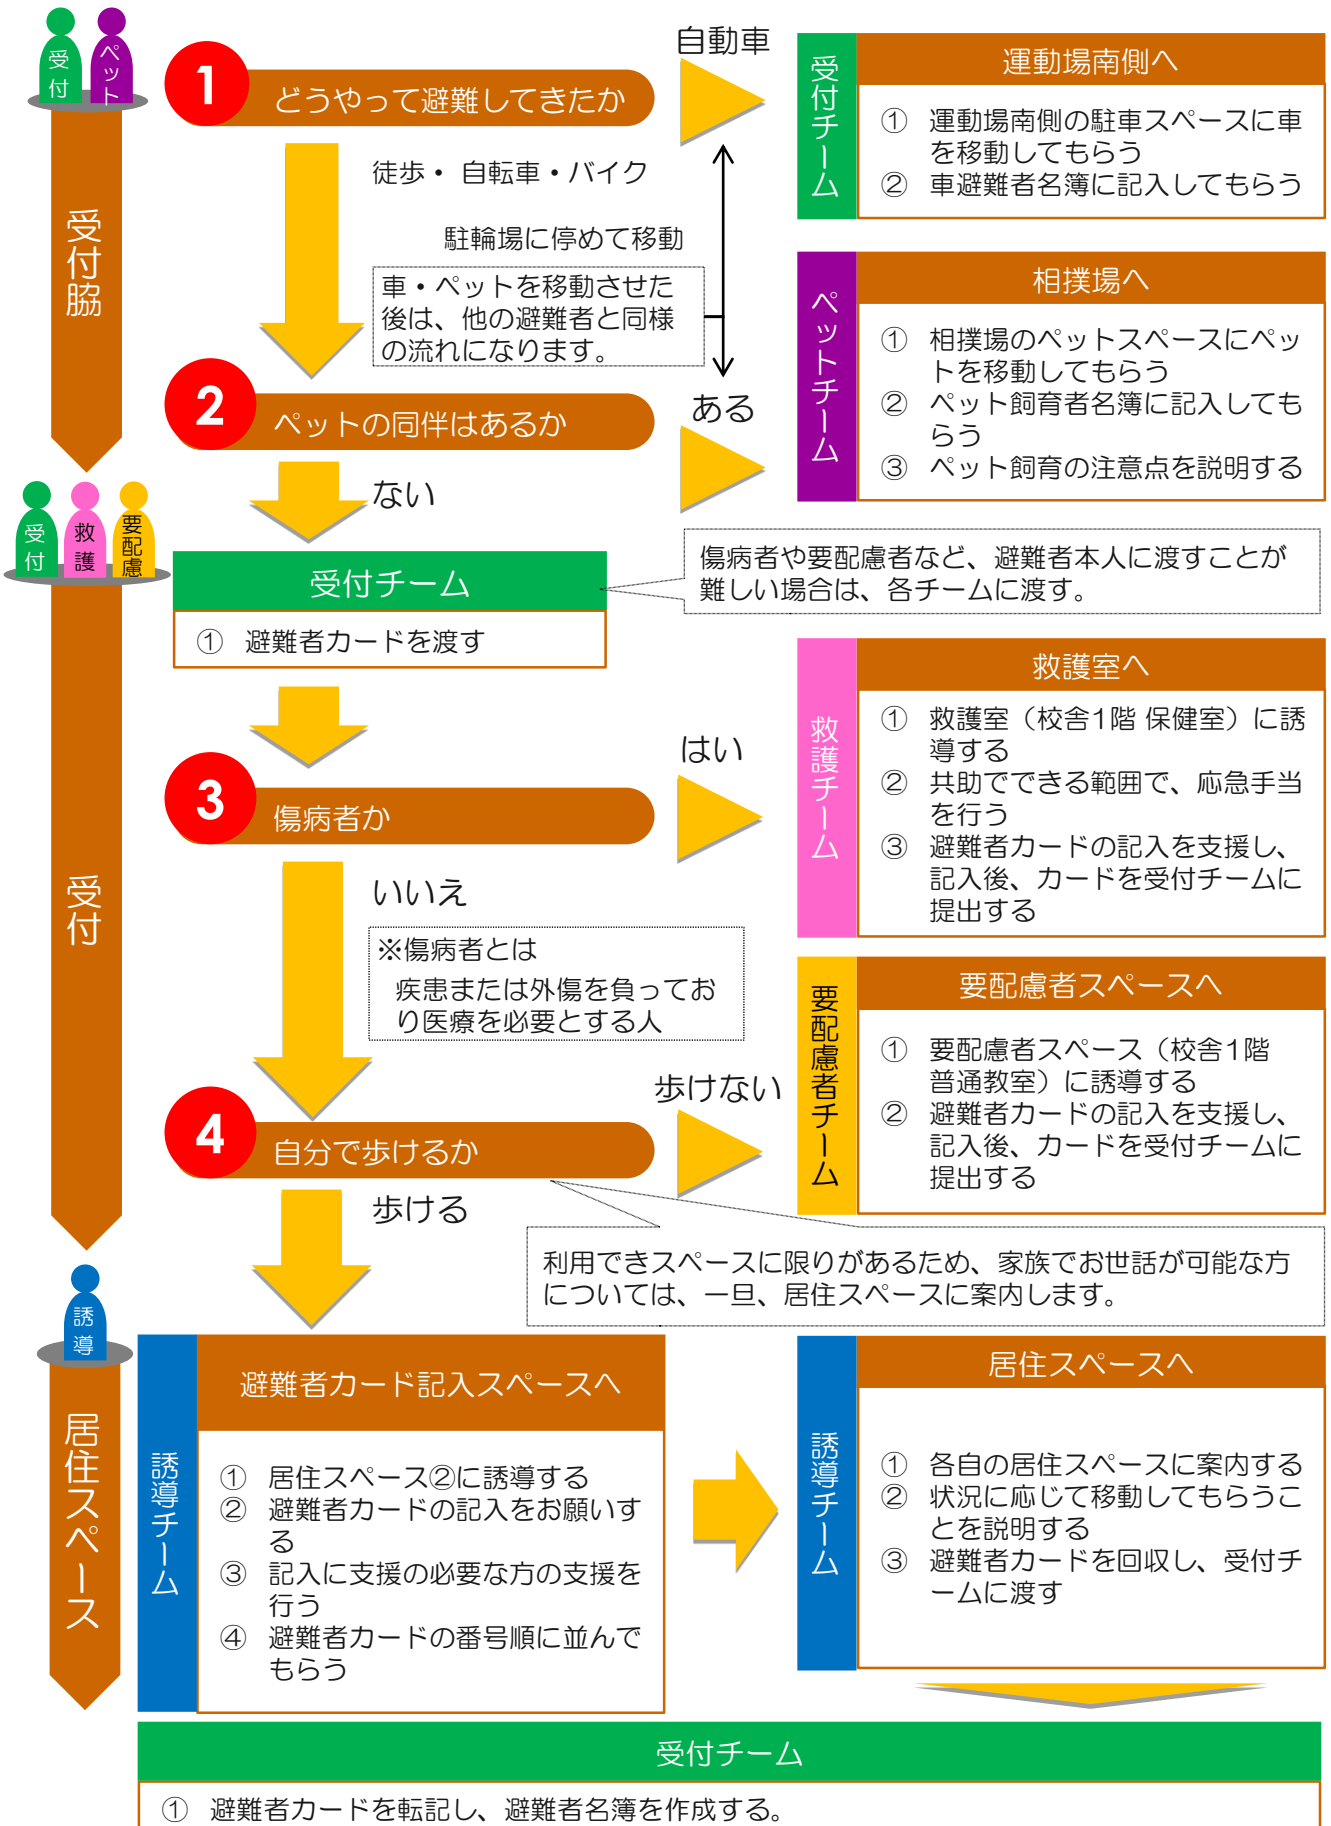 受付
ペット
受付脇
1
どうやって避難してきたか
自動車
受付チーム
運動場南側へ
① 運動場南側の駐車スペースに車
を移動してもらう
② 車避難者名簿に記入してもらう
徒歩・ 自転車・バイク
駐輪場に停めて移動
車・ペットを移動させた
後は、他の避難者と同様
の流れになります。
2
ペットの同伴はあるか
ある
ペットチーム
相撲場へ
① 相撲場のペットスペースにペッ
トを移動してもらう
② ペット飼育者名簿に記入しても
らう
③ ペット飼育の注意点を説明する
ない
受付
救護
要配慮
受付
受付チーム
① 避難者カードを渡す
傷病者や要配慮者など、避難者本人に渡すことが
難しい場合は、各チームに渡す。
3
傷病者か
はい
救護チーム
救護室へ
① 救護室（校舎1階 保健室）に誘
導する
② 共助でできる範囲で、応急手当
を行う
③ 避難者カードの記入を支援し、
記入後、カードを受付チームに
提出する
いいえ
※傷病者とは
疾患または外傷を負ってお
り医療を必要とする人
4
自分で歩けるか
歩けない
要配慮者チーム
要配慮者スペースへ
① 要配慮者スペース（校舎1階
普通教室）に誘導する
② 避難者カードの記入を支援し、
記入後、カードを受付チームに
提出する
歩ける
利用できスペースに限りがあるため、家族でお世話が可能な方
については、一旦、居住スペースに案内します。
誘導
居住スペース
誘導チーム
避難者カード記入スペースへ
① 居住スペース②に誘導する
② 避難者カードの記入をお願いす
る
③ 記入に支援の必要な方の支援を
行う
④ 避難者カードの番号順に並んで
もらう
誘導チーム
居住スペースへ
① 各自の居住スペースに案内する
② 状況に応じて移動してもらうこ
とを説明する
③ 避難者カードを回収し、受付チ
ームに渡す
受付チーム
① 避難者カードを転記し、避難者名簿を作成する。